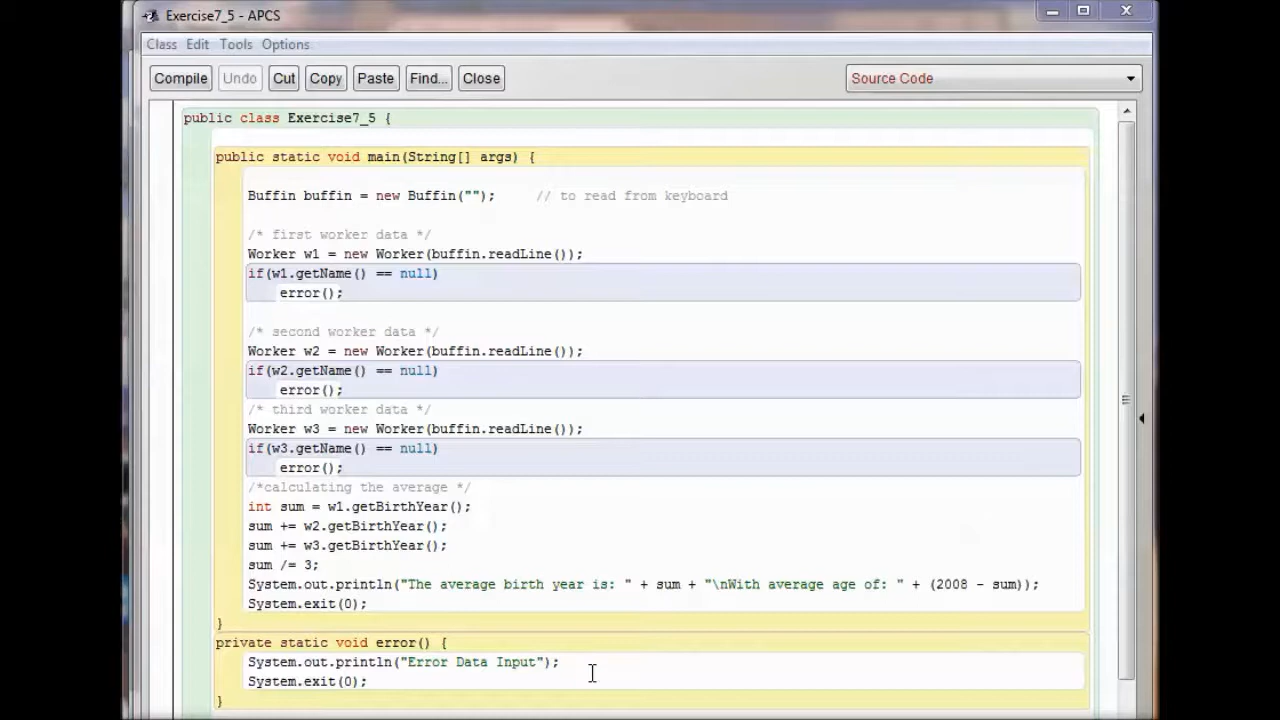 Exercise7_5 - APCS
Class Edit Tools Options
Compile Undo Cut Copy Paste Find... Close Source Code
public class Exercise7_5 {
public static void main(String[] args) {
Buffin buffin = new Buffin("");     // to read from keyboard
/* first worker data */
Worker w1 = new Worker(buffin.readLine());
if(w1.getName() == null)
error();
/* second worker data */
Worker w2 = new Worker(buffin.readLine());
if(w2.getName() == null)
error();
/* third worker data */
Worker w3 = new Worker(buffin.readLine());
if(w3.getName() == null)
error();
/*calculating the average */
int sum = w1.getBirthYear();
sum += w2.getBirthYear();
sum += w3.getBirthYear();
sum /= 3;
System.out.println("The average birth year is: " + sum + "\nWith average age of: " + (2008 - sum));
System.exit(0);
}
private static void error() {
System.out.println("Error Data Input");
System.exit(0);
}